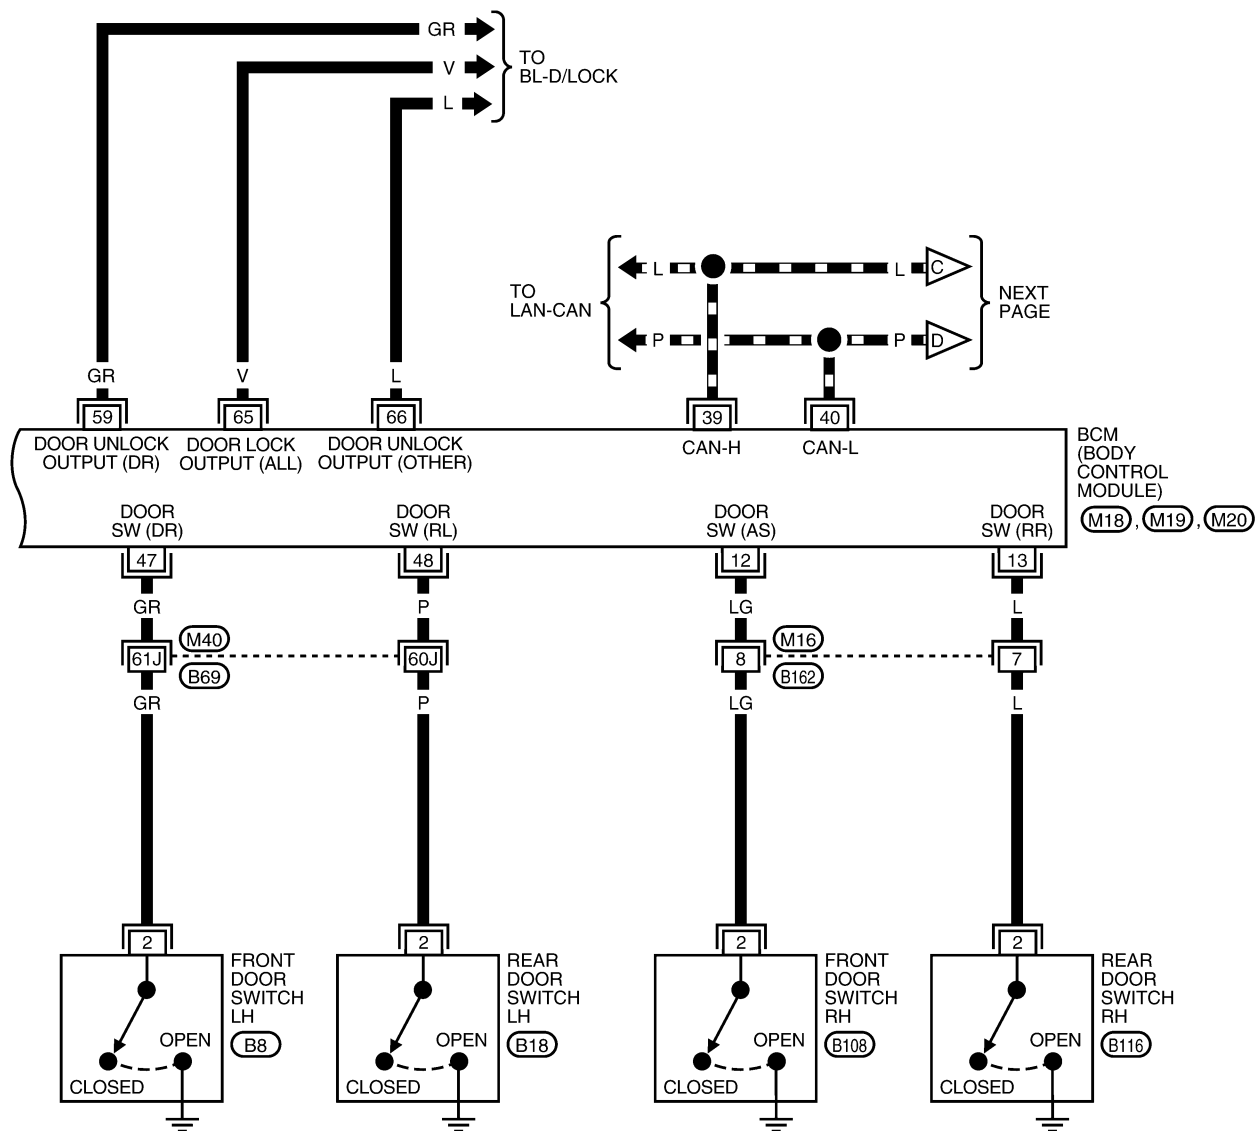 GR
V
L
TO
BL-D/LOCK
L
L
C
TO
LAN-CAN
NEXT
PAGE
P
P
D
GR
V
L
59
65
66
39
40
DOOR UNLOCK
OUTPUT (DR)
DOOR LOCK
OUTPUT (ALL)
DOOR UNLOCK
OUTPUT (OTHER)
CAN-H
CAN-L
BCM
(BODY
CONTROL
MODULE)
M18 , M19 , M20
DOOR
SW (DR)
DOOR
SW (RL)
DOOR
SW (AS)
DOOR
SW (RR)
47
48
12
13
GR
P
LG
L
M40
M16
61J
60J
8
7
B69
B162
GR
P
LG
L
2
2
2
2
FRONT
DOOR
SWITCH
LH
B8
OPEN
CLOSED
REAR
DOOR
SWITCH
LH
B18
OPEN
CLOSED
FRONT
DOOR
SWITCH
RH
B108
OPEN
CLOSED
REAR
DOOR
SWITCH
RH
B116
OPEN
CLOSED